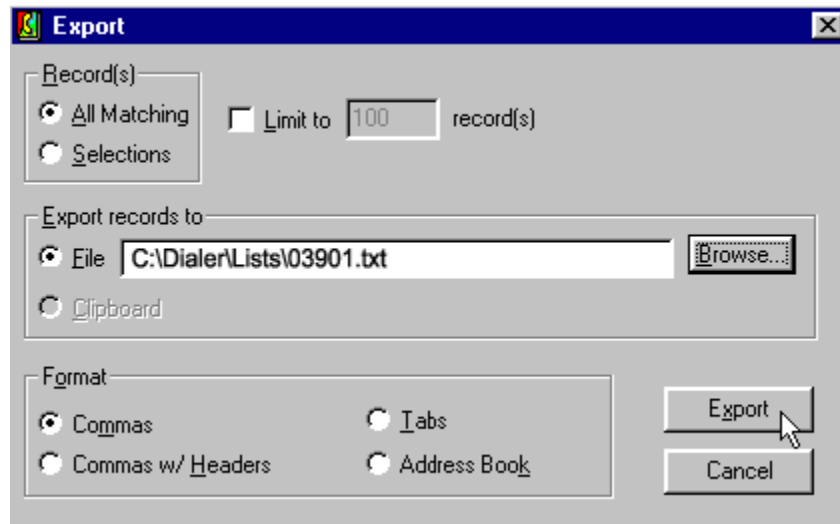 Export
Record(s)
All Matching
Limit to 100 record(s)
Selections
Export records to
File C:\Dialer\Lists\03901.txt Browse...
Clipboard
Format
Commas
Tabs
Commas w/ Headers
Address Book
Export
Cancel